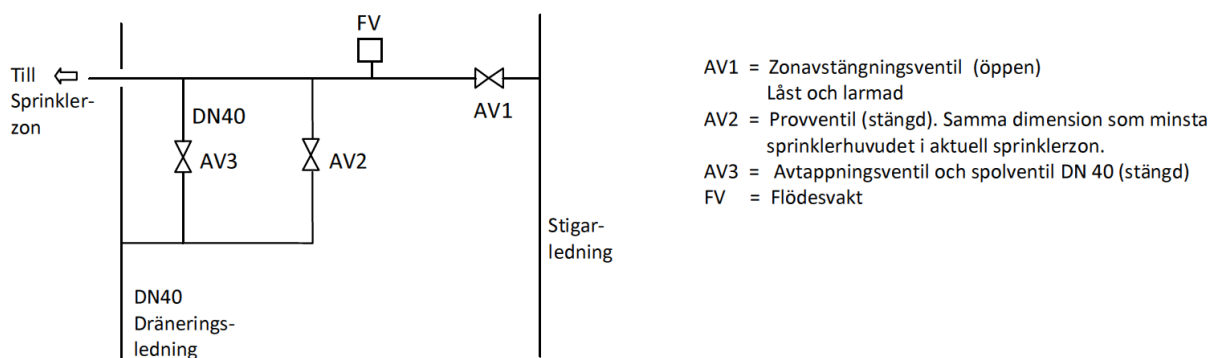 FV
Till
Sprinkler-
zon
AV1
DN40
AV3
AV2
Stigar-
ledning
DN40
Dränerings-
ledning
AV1 = Zonavstängningsventil (öppen)
Låst och larmad
AV2 = Provventil (stängd). Samma dimension som minsta
sprinklerhuvudet i aktuell sprinklerzon.
AV3 = Avtappningsventil och spolventil DN 40 (stängd)
FV = Flödesvakt